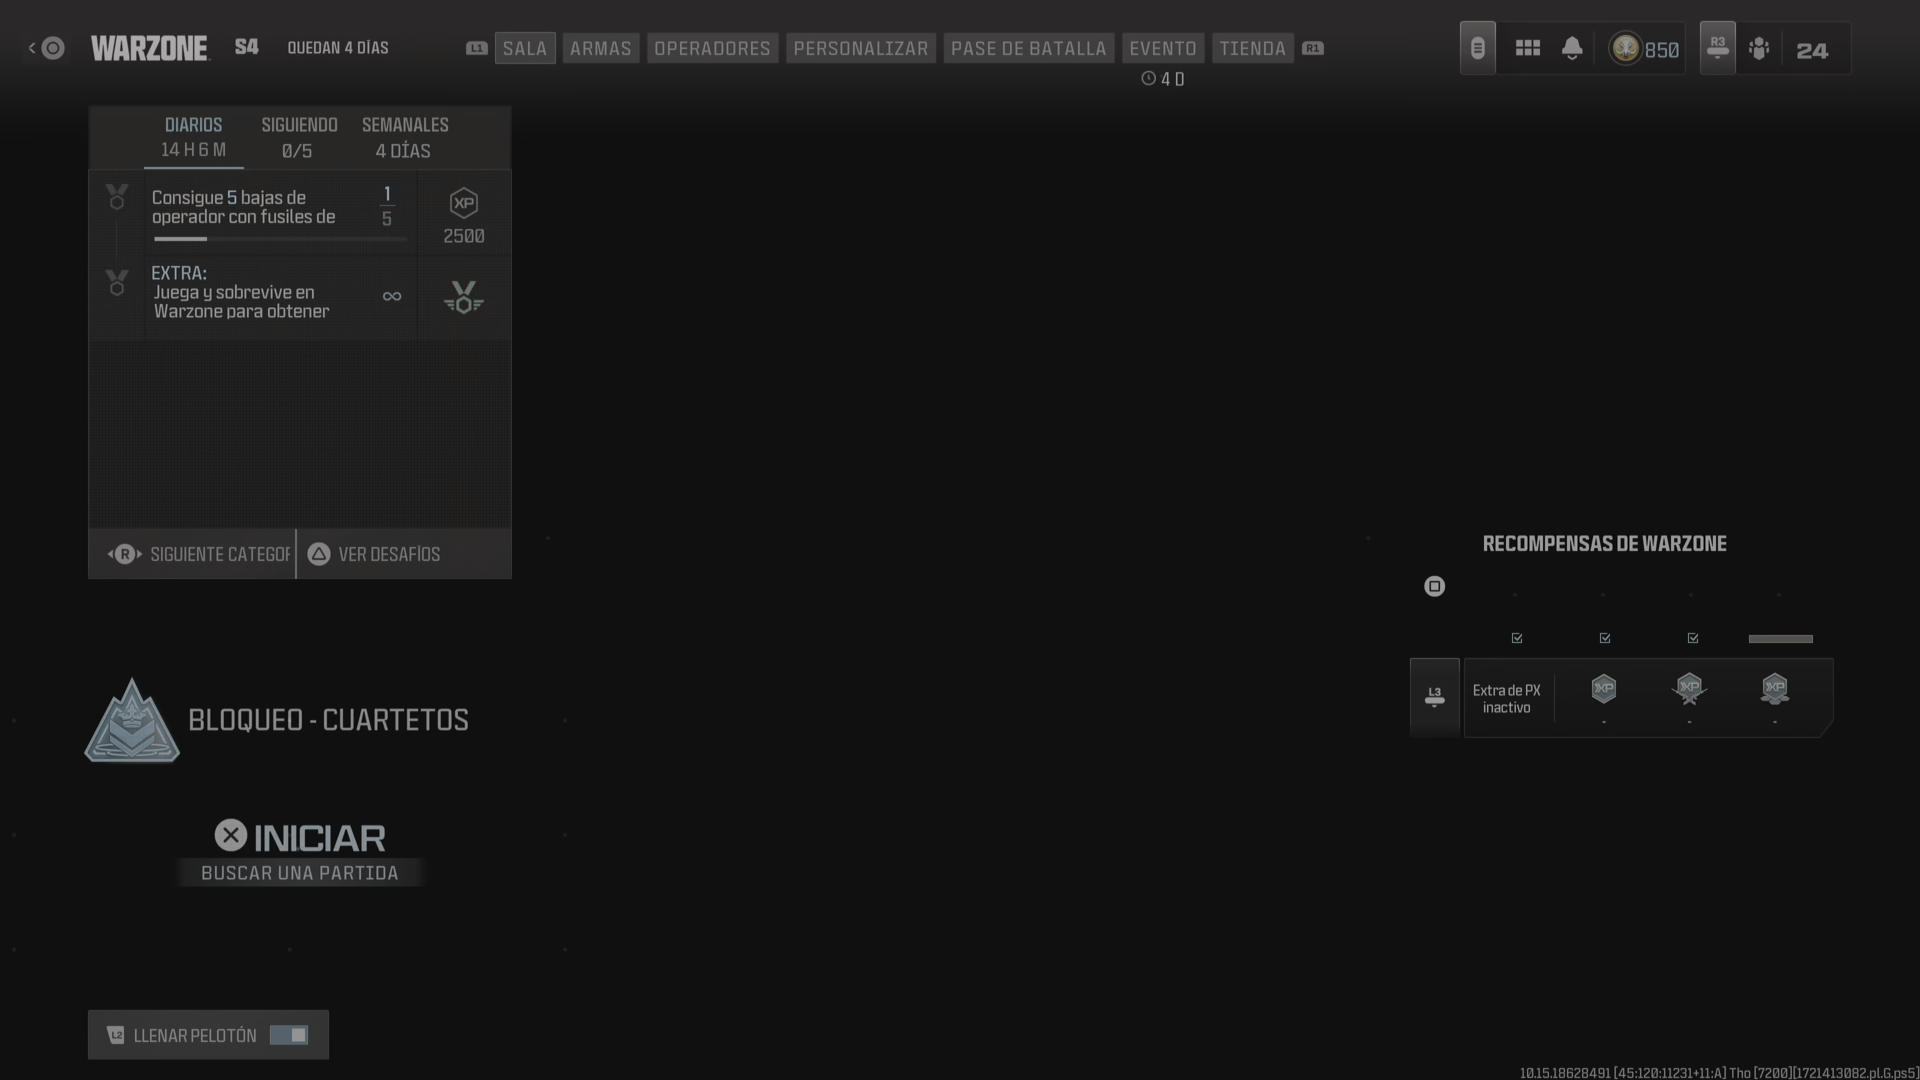 WARZONE
S4
QUEDAN 4 DÍAS
L1
SALA
ARMAS
OPERADORES
PERSONALIZAR
PASE DE BATALLA
EVENTO
TIENDA
R1
4 D
850
R3
24
DIARIOS
14 H 6 M
SIGUIENDO
0/5
SEMANALES
4 DÍAS
Consigue 5 bajas de
operador con fusiles de
1
5
XP
2500
EXTRA:
Juega y sobrevive en
Warzone para obtener
∞
R
SIGUIENTE CATEGOR
VER DESAFÍOS
RECOMPENSAS DE WARZONE
L3
Extra de PX
inactivo
XP
-
XP
-
XP
-
BLOQUEO - CUARTETOS
INICIAR
BUSCAR UNA PARTIDA
L2
LLENAR PELOTÓN
10.15.18628491 [45:120:11231+11:A] Tho [7200][1721413082.pl.G.ps5]